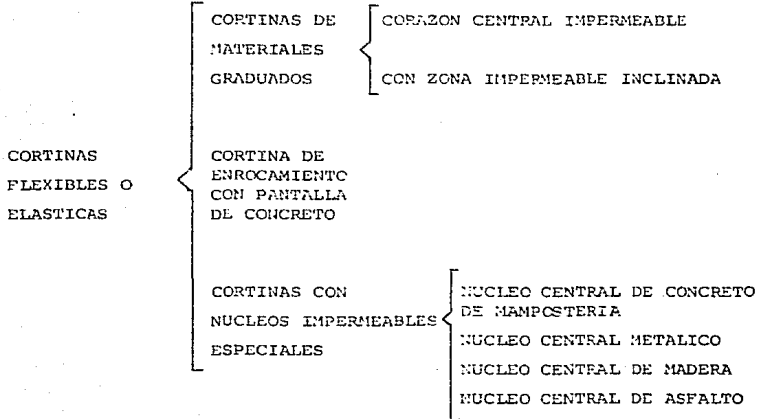 CORTINAS
FLEXIBLES O
ELASTICAS
CORTINAS DE
MATERIALES
GRADUADOS
CORAZON CENTRAL IMPERMEABLE
CON ZONA IMPERMEABLE INCLINADA
CORTINA DE
ENROCAMIENTO
CON PANTALLA
DE CONCRETO
CORTINAS CON
NUCLEOS IMPERMEABLES
ESPECIALES
NUCLEO CENTRAL DE CONCRETO
DE MAMPOSTERIA
NUCLEO CENTRAL METALICO
NUCLEO CENTRAL DE MADERA
NUCLEO CENTRAL DE ASFALTO